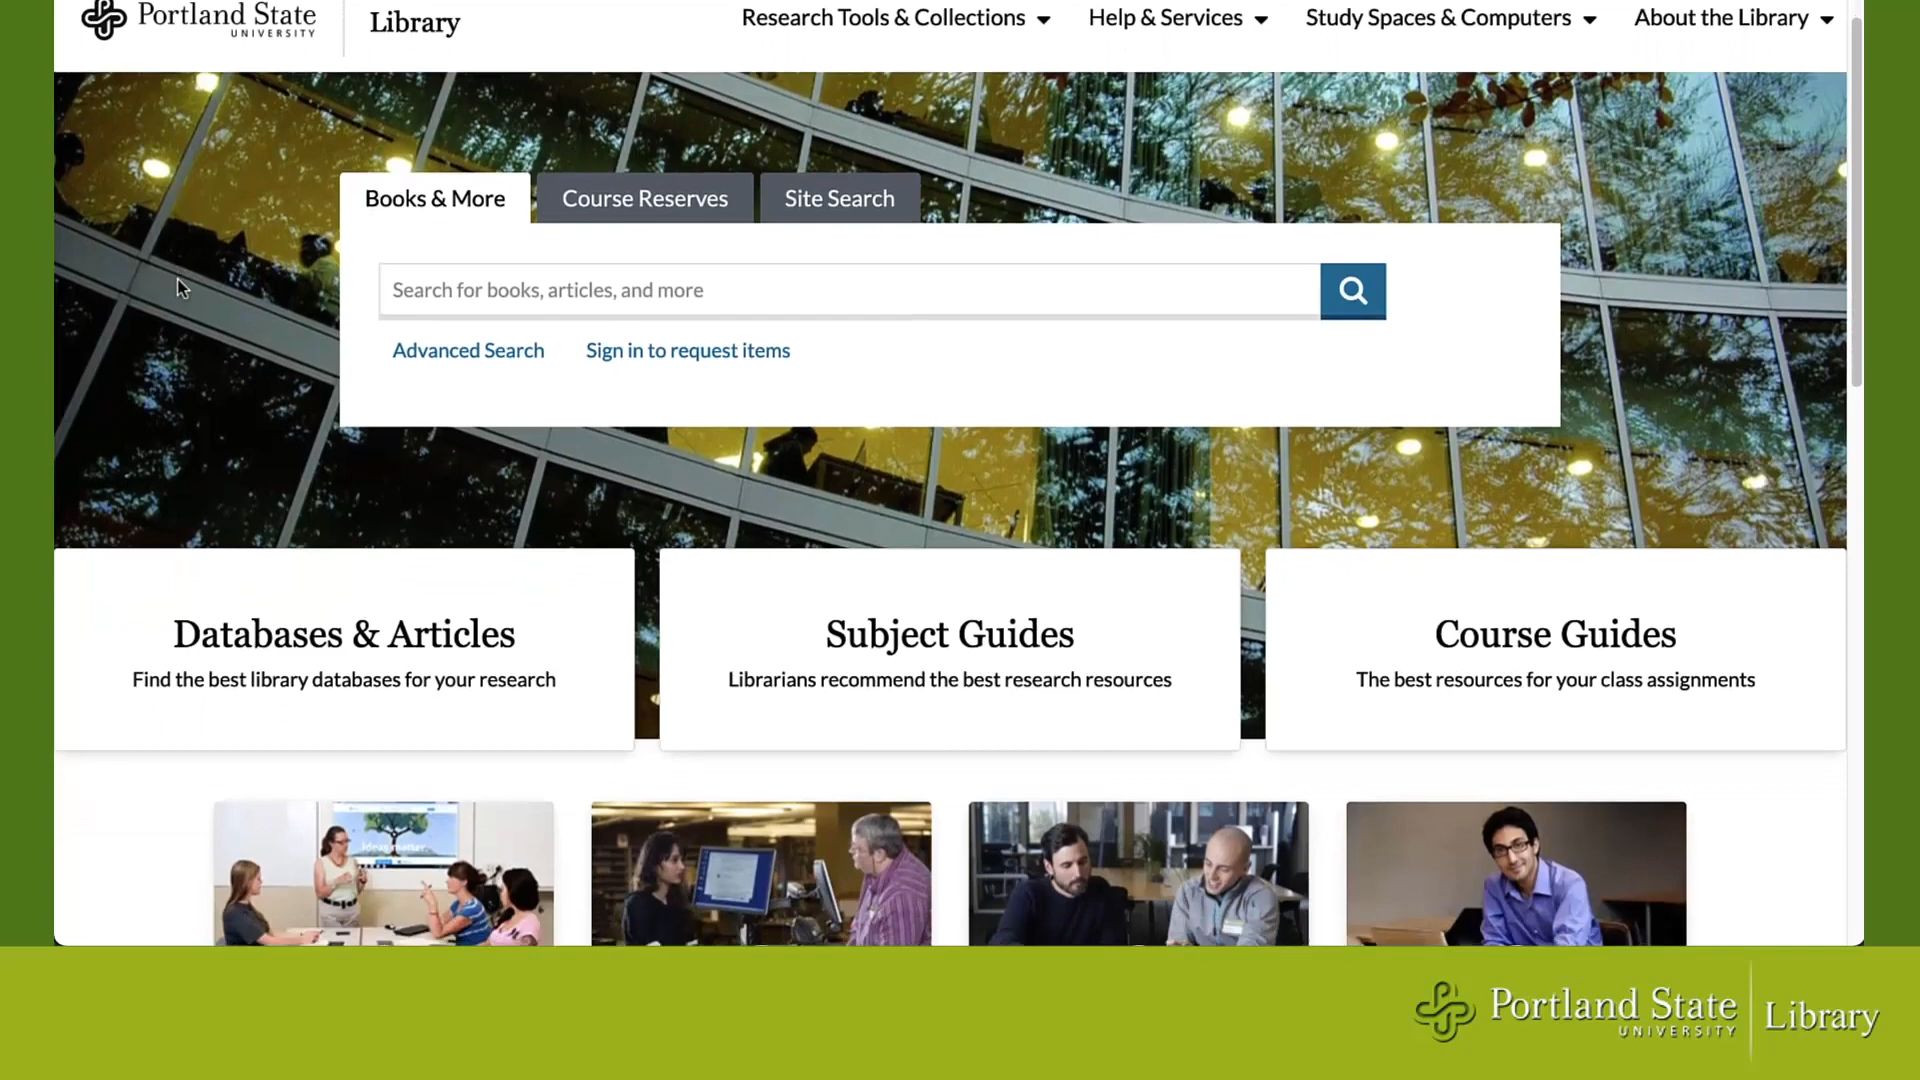 Portland State
UNIVERSITY
Library
Research Tools & Collections
Help & Services
Study Spaces & Computers
About the Library
Books & More
Course Reserves
Site Search
Search for books, articles, and more
Advanced Search
Sign in to request items
Databases & Articles
Find the best library databases for your research
Subject Guides
Librarians recommend the best research resources
Course Guides
The best resources for your class assignments
Ideas matter
Portland State
UNIVERSITY
Library